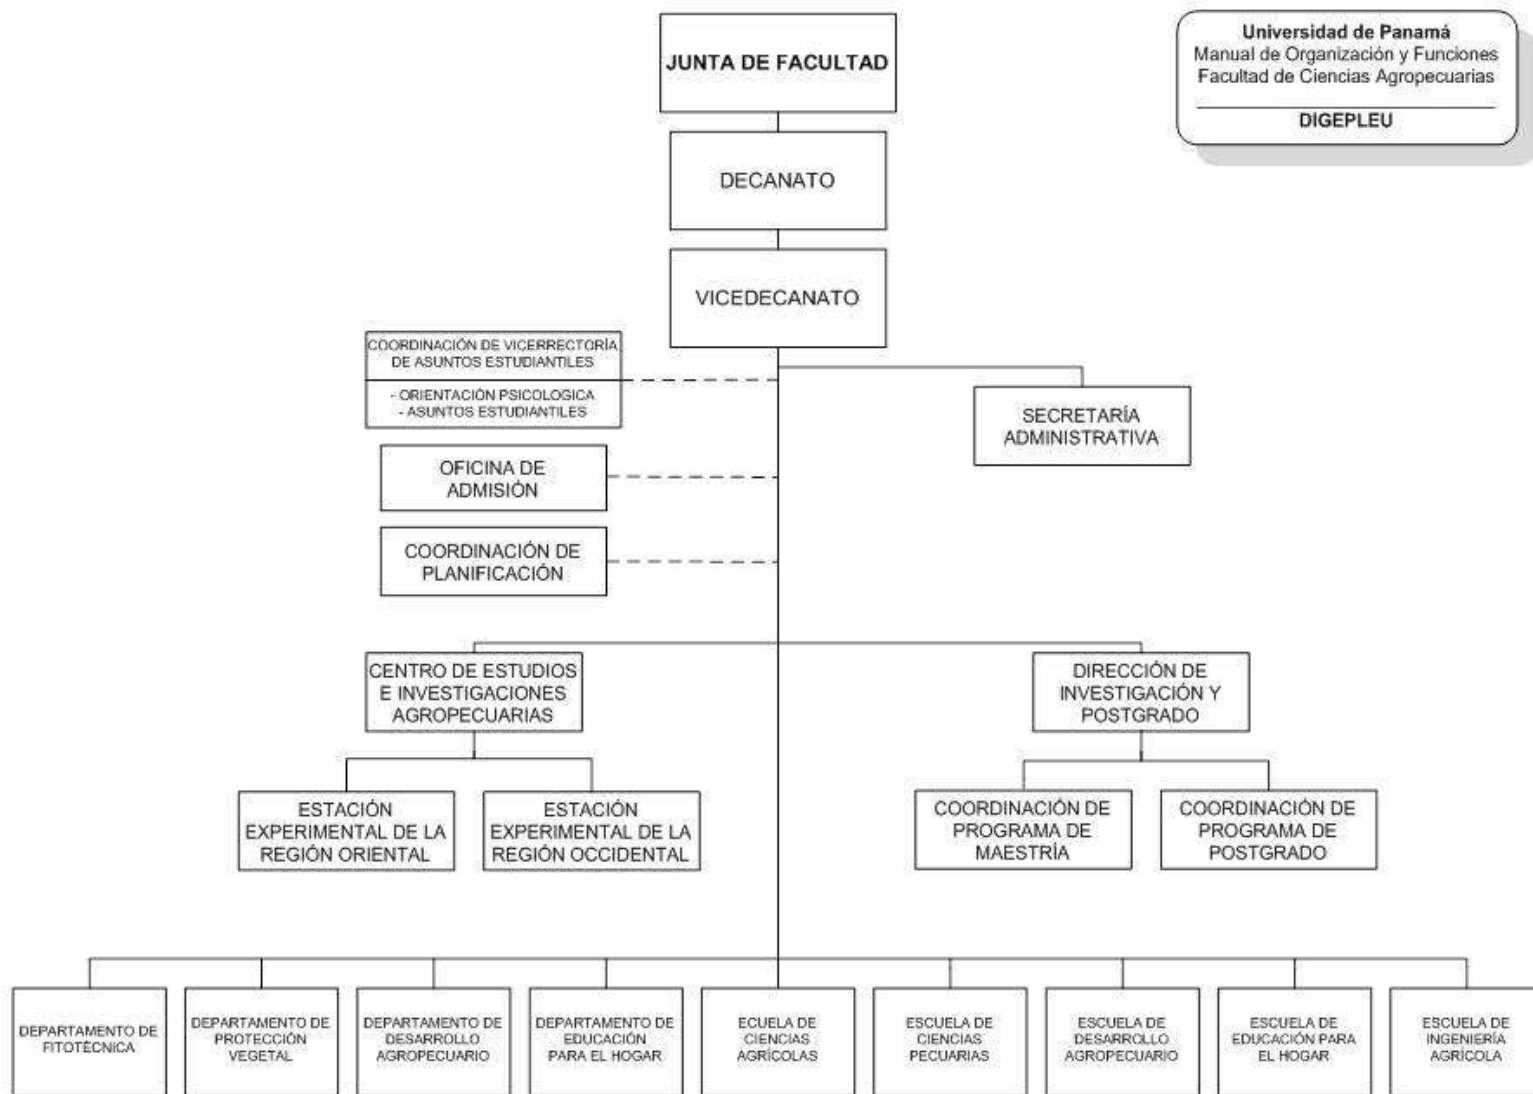 JUNTA DE FACULTAD
Universidad de Panamá
Manual de Organización y Funciones
Facultad de Ciencias Agropecuarias
DIGEPLEU
DECANATO
VICEDECANATO
COORDINACIÓN DE VICERRECTORÍA
DE ASUNTOS ESTUDIANTILES
- ORIENTACIÓN PSICOLOGICA
- ASUNTOS ESTUDIANTILES
SECRETARÍA
ADMINISTRATIVA
OFICINA DE
ADMISIÓN
COORDINACIÓN DE
PLANIFICACIÓN
CENTRO DE ESTUDIOS
E INVESTIGACIONES
AGROPECUARIAS
DIRECCIÓN DE
INVESTIGACIÓN Y
POSTGRADO
ESTACIÓN
EXPERIMENTAL DE LA
REGIÓN ORIENTAL
ESTACIÓN
EXPERIMENTAL DE LA
REGIÓN OCCIDENTAL
COORDINACIÓN DE
PROGRAMA DE
MAESTRÍA
COORDINACIÓN DE
PROGRAMA DE
POSTGRADO
DEPARTAMENTO DE
FITOTÉCNICA
DEPARTAMENTO DE
PROTECCIÓN
VEGETAL
DEPARTAMENTO DE
DESARROLLO
AGROPECUARIO
DEPARTAMENTO DE
EDUCACIÓN
PARA EL HOGAR
ECUELA DE
CIENCIAS
AGRÍCOLAS
ESCUELA DE
CIENCIAS
PECUARIAS
ESCUELA DE
DESARROLLO
AGROPECUARIO
ESCUELA DE
EDUCACIÓN PARA
EL HOGAR
ESCUELA DE
INGENIERÍA
AGRÍCOLA